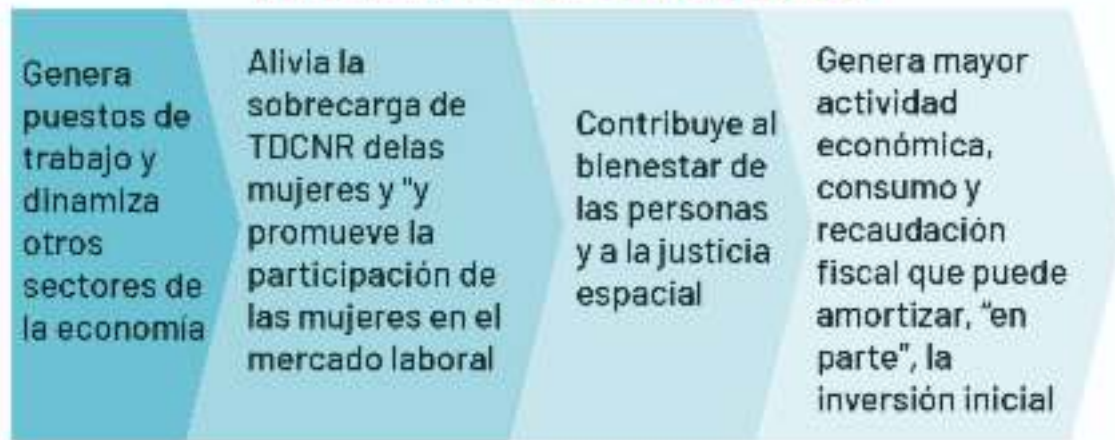 Genera
puestos de
trabajo y
dinamiza
otros
sectores de
la economía
Alivia la
sobrecarga de
TDCNR delas
mujeres y "y
promueve la
participación de
las mujeres en el
mercado laboral
Contribuye al
bienestar de
las personas
y a la justicia
espacial
Genera mayor
actividad
económica,
consumo y
recaudación
fiscal que puede
amortizar, "en
parte", la
inversión inicial